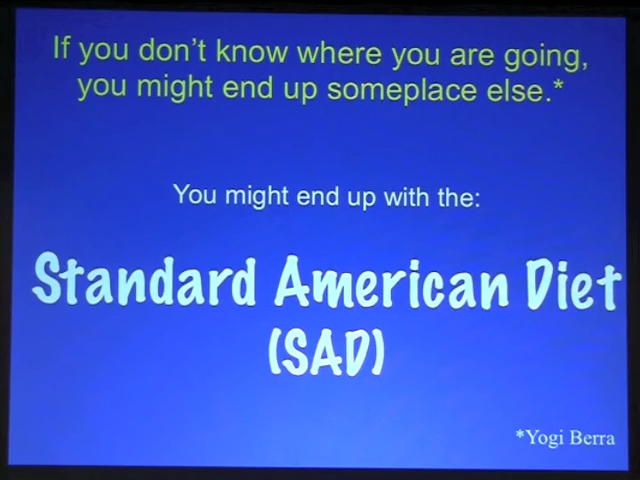 If you don't know where you are going,
you might end up someplace else.*
You might end up with the:
Standard American Diet
(SAD)
*Yogi Berra